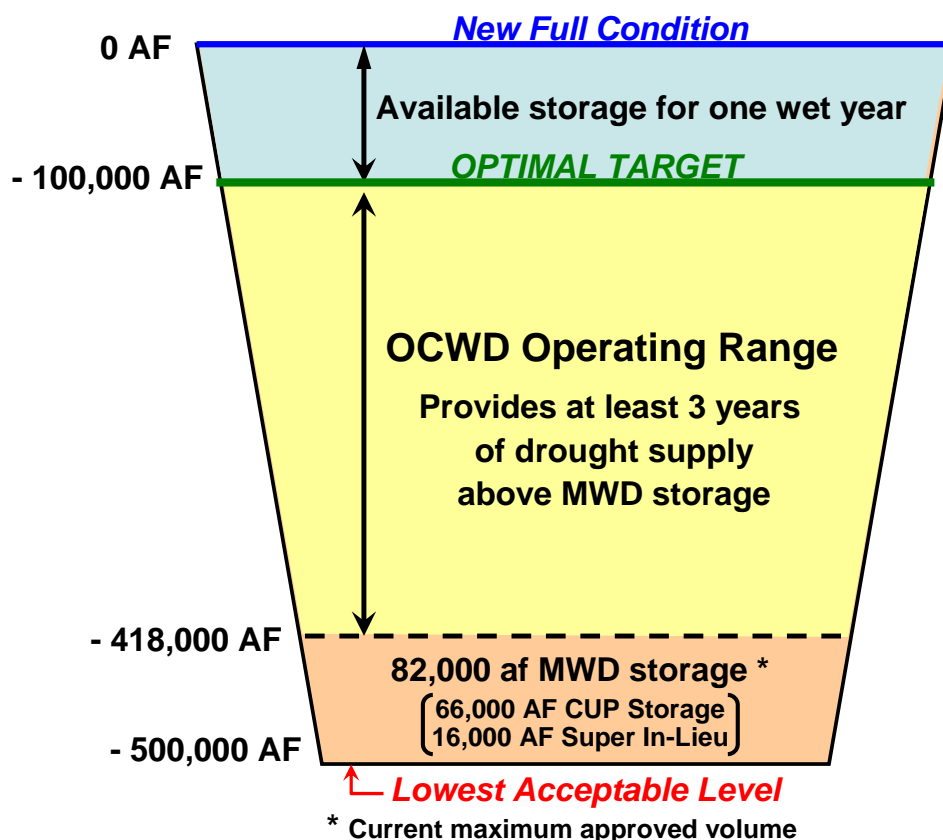 New Full Condition
0 AF
Available storage for one wet year
- 100,000 AF
OPTIMAL TARGET
OCWD Operating Range
Provides at least 3 years
of drought supply
above MWD storage
- 418,000 AF
82,000 af MWD storage *
66,000 AF CUP Storage
16,000 AF Super In-Lieu
- 500,000 AF
Lowest Acceptable Level
* Current maximum approved volume